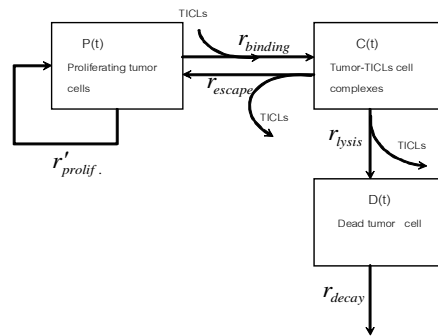 TICLs
P(t)
Proliferating tumor
cells
r_binding
r_escape
TICLs
C(t)
Tumor-TICLs cell
complexes
r'_prolif .
r_lysis
TICLs
D(t)
Dead tumor cell
r_decay